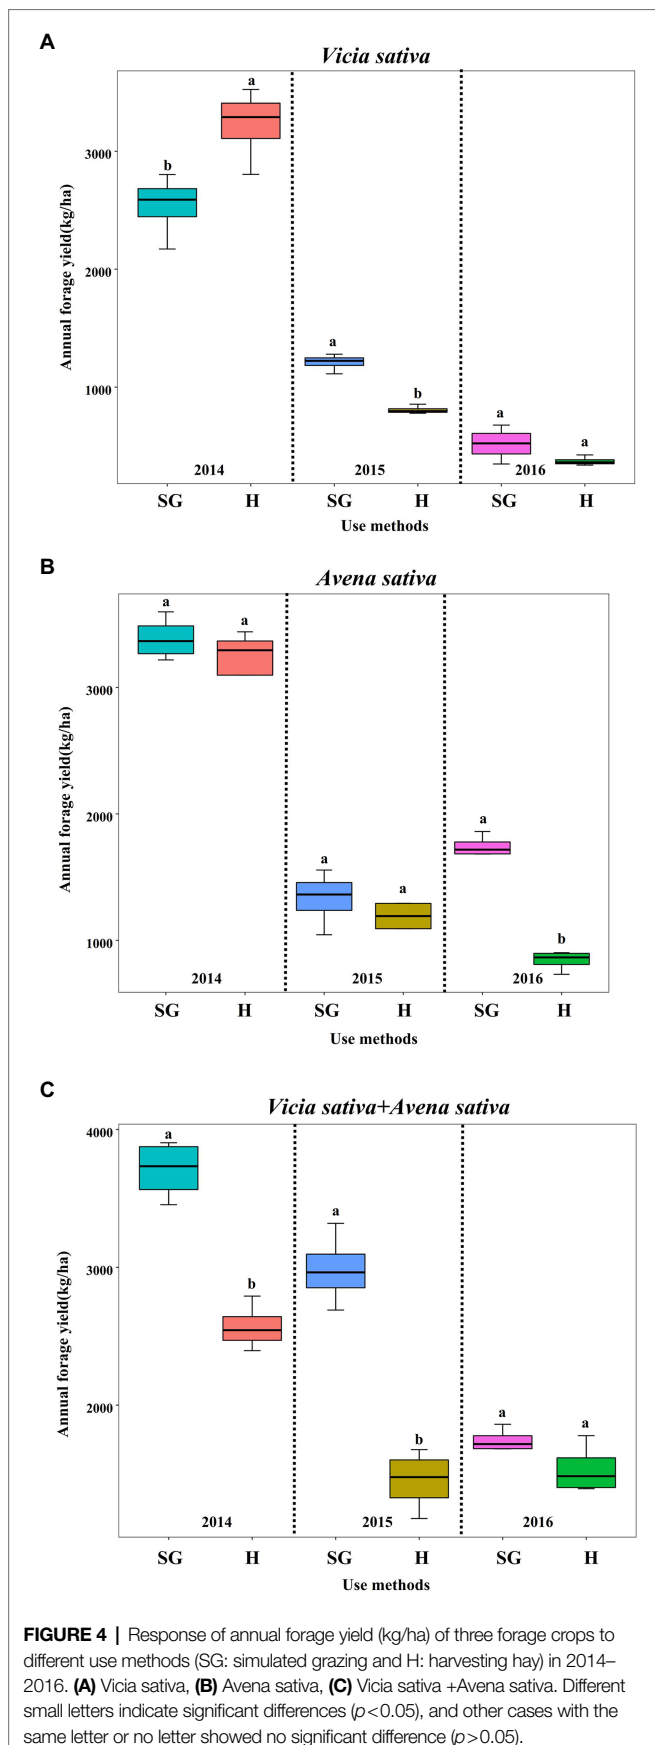 A
Vicia sativa
Annual forage yield(kg/ha)
3000
2000
1000
b
a
a
b
a
a
2014
2015
2016
SG
H
SG
H
SG
H
Use methods
B
Avena sativa
Annual forage yield(kg/ha)
3000
2000
1000
a
a
a
a
a
b
2014
2015
2016
SG
H
SG
H
SG
H
Use methods
C
Vicia sativa+Avena sativa
Annual forage yield(kg/ha)
4000
3000
2000
a
b
a
b
a
a
2014
2015
2016
SG
H
SG
H
SG
H
Use methods
FIGURE 4 | Response of annual forage yield (kg/ha) of three forage crops to
different use methods (SG: simulated grazing and H: harvesting hay) in 2014–
2016. (A) Vicia sativa, (B) Avena sativa, (C) Vicia sativa +Avena sativa. Different
small letters indicate significant differences (p<0.05), and other cases with the
same letter or no letter showed no significant difference (p>0.05).